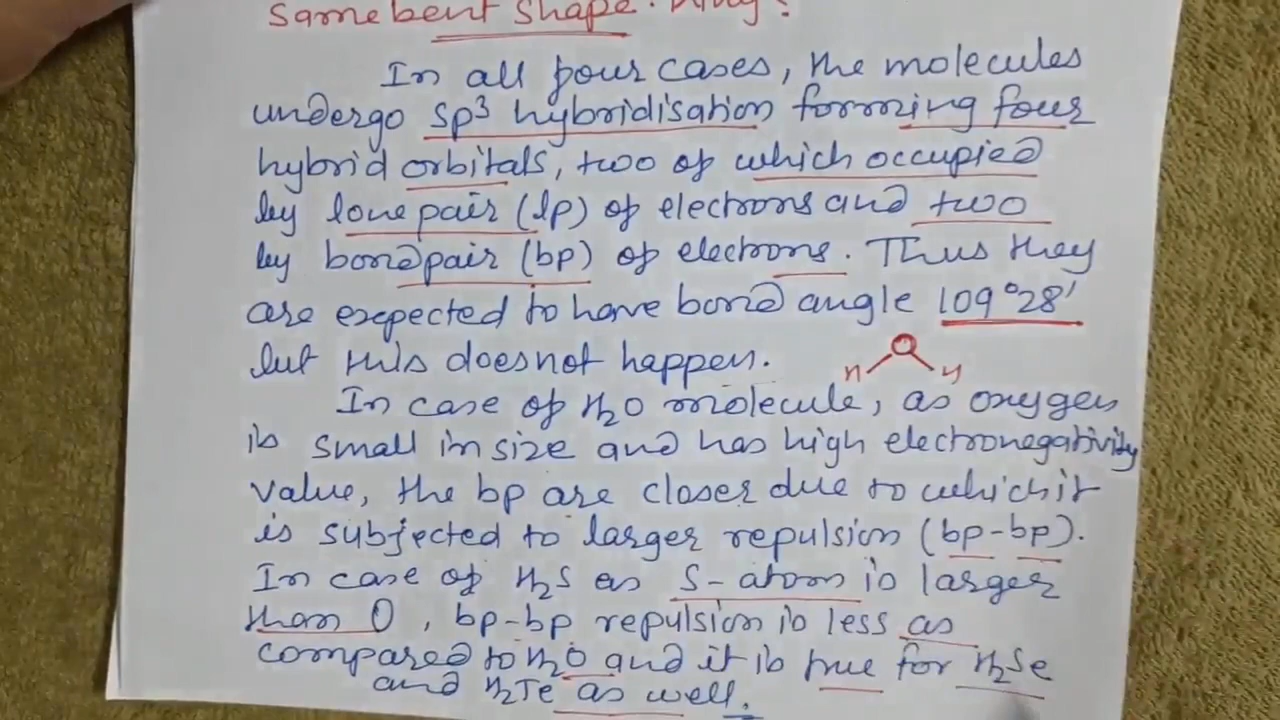 Same bent shape. Why?
In all four cases, the molecules
undergo sp³ hybridisation forming four
hybrid orbitals, two of which occupied
by lone pair (lp) of electrons and two
by bond pair (bp) of electrons. Thus they
are expected to have bond angle 109°28'
but this does not happen.
O
H H
In case of H₂O molecule, as oxygen
is small in size and has high electronegativity
value, the bp are closer due to which it
is subjected to larger repulsion (bp-bp).
In case of H₂S as S-atom is larger
than O, bp-bp repulsion is less as
compared to H₂O and it is true for H₂Se
and H₂Te as well.